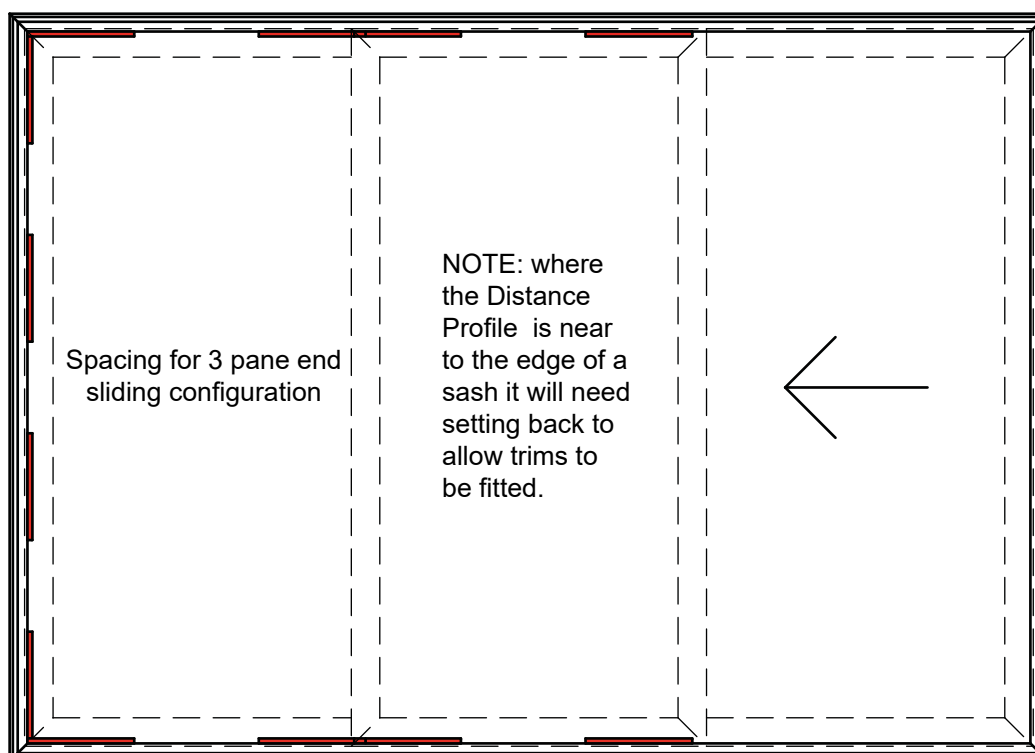 Spacing for 3 pane end
sliding configuration
NOTE: where
the Distance
Profile  is near
to the edge of a
sash it will need
setting back to
allow trims to
be fitted.